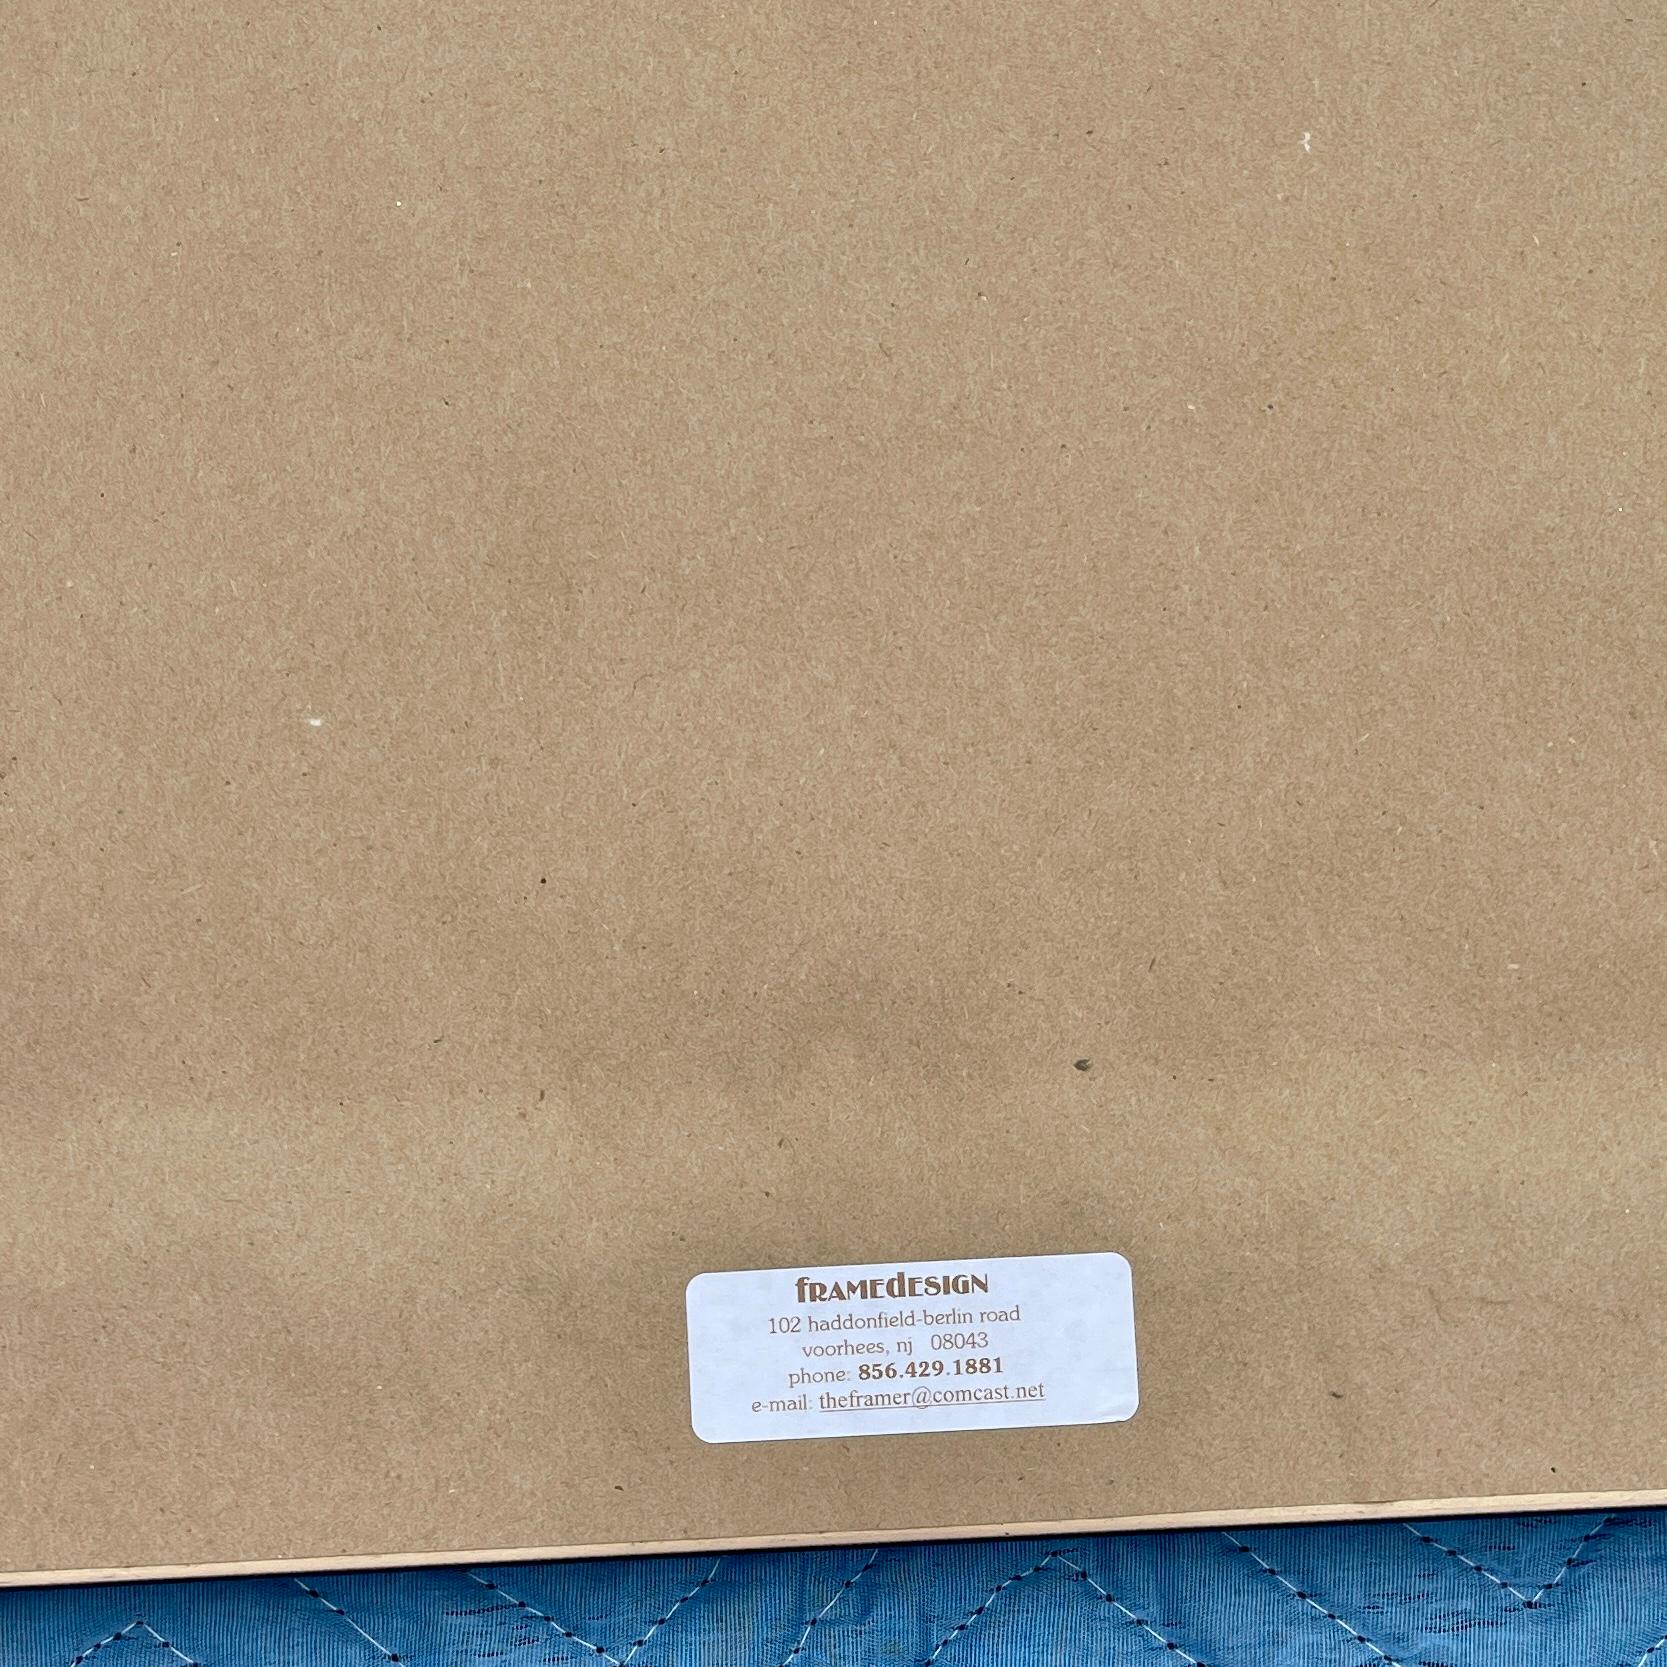 fRAMEdESIGN
102 haddonfield-berlin road
voorhees, nj 08043
phone: 856.429.1881
e-mail: theframer@comcast.net